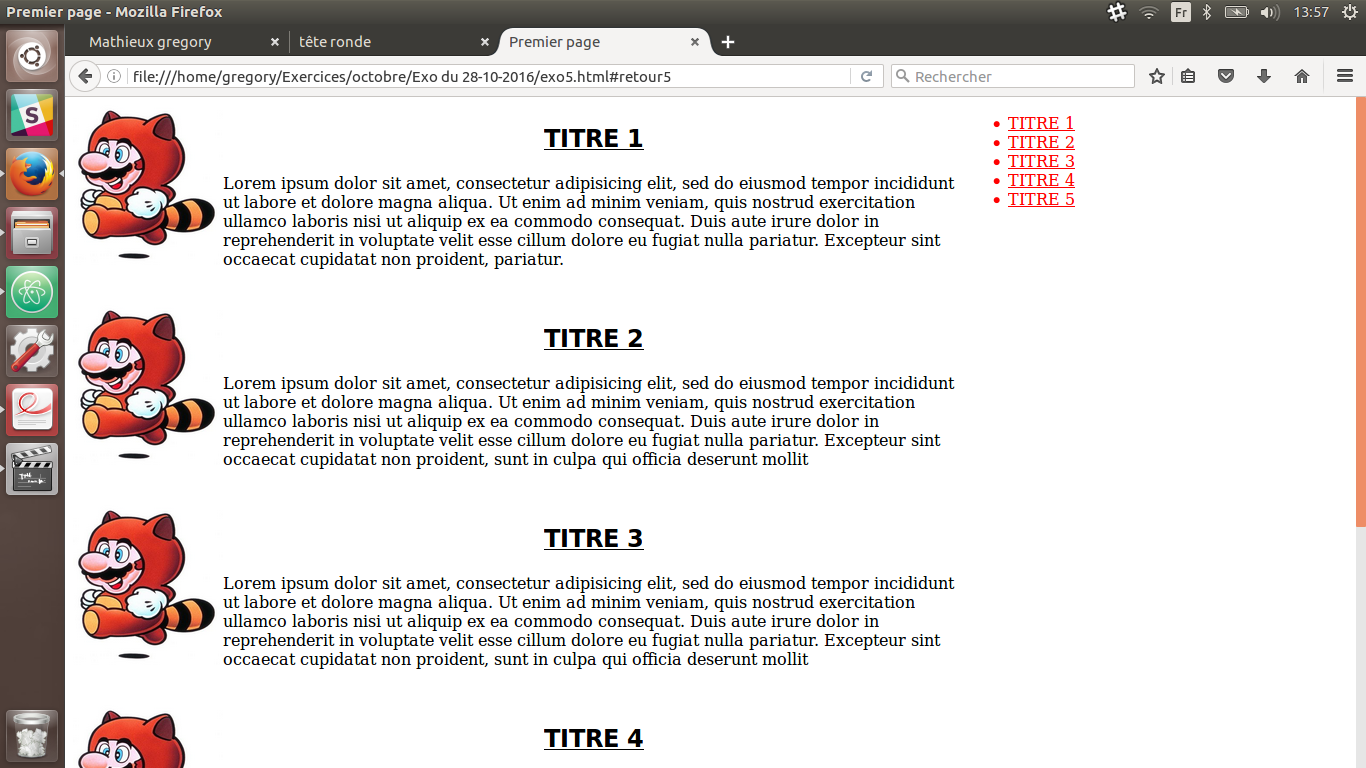 Premier page - Mozilla Firefox
Fr
13:57
Mathieux gregory
tête ronde
Premier page
file:///home/gregory/Exercices/octobre/Exo du 28-10-2016/exo5.html#retour5
Rechercher
TITRE 1
Lorem ipsum dolor sit amet, consectetur adipisicing elit, sed do eiusmod tempor incididunt
ut labore et dolore magna aliqua. Ut enim ad minim veniam, quis nostrud exercitation
ullamco laboris nisi ut aliquip ex ea commodo consequat. Duis aute irure dolor in
reprehenderit in voluptate velit esse cillum dolore eu fugiat nulla pariatur. Excepteur sint
occaecat cupidatat non proident, pariatur.
TITRE 2
Lorem ipsum dolor sit amet, consectetur adipisicing elit, sed do eiusmod tempor incididunt
ut labore et dolore magna aliqua. Ut enim ad minim veniam, quis nostrud exercitation
ullamco laboris nisi ut aliquip ex ea commodo consequat. Duis aute irure dolor in
reprehenderit in voluptate velit esse cillum dolore eu fugiat nulla pariatur. Excepteur sint
occaecat cupidatat non proident, sunt in culpa qui officia deserunt mollit
TITRE 3
Lorem ipsum dolor sit amet, consectetur adipisicing elit, sed do eiusmod tempor incididunt
ut labore et dolore magna aliqua. Ut enim ad minim veniam, quis nostrud exercitation
ullamco laboris nisi ut aliquip ex ea commodo consequat. Duis aute irure dolor in
reprehenderit in voluptate velit esse cillum dolore eu fugiat nulla pariatur. Excepteur sint
occaecat cupidatat non proident, sunt in culpa qui officia deserunt mollit
TITRE 4
TITRE 1
TITRE 2
TITRE 3
TITRE 4
TITRE 5